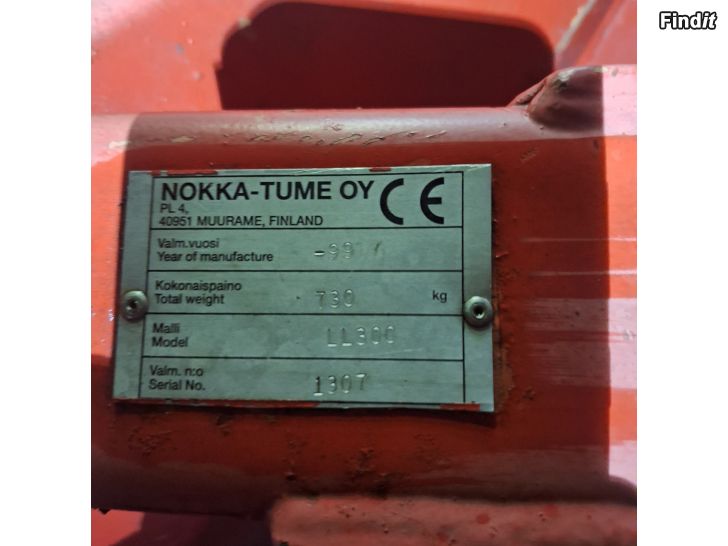 Findit
NOKKA-TUME OY CE
PL 4,
40951 MUURAME, FINLAND
Valm.vuosi
Year of manufacture
Kokonaispaino
Total weight 730 kg
Malli
Model LL300
Valm. n:o
Serial No. 1307